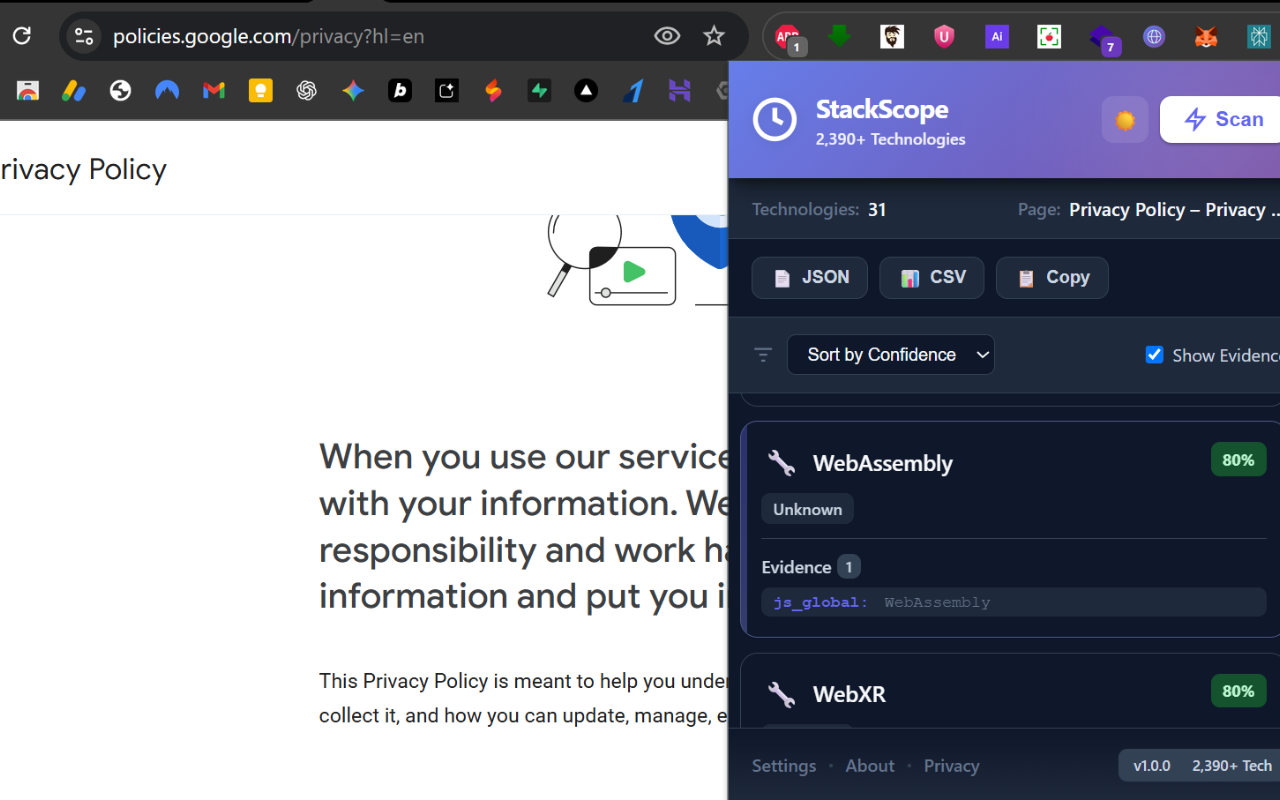 policies.google.com/privacy?hl=en
ABP
1
U
Ai
7
b
rivacy Policy
When you use our service
with your information. We
responsibility and work ha
information and put you i
This Privacy Policy is meant to help you unde
collect it, and how you can update, manage, e
StackScope
2,390+ Technologies
Scan
Technologies: 31
Page: Privacy Policy – Privacy ..
JSON
CSV
Copy
Sort by Confidence
Show Evidence
WebAssembly
80%
Unknown
Evidence 1
js_global: WebAssembly
WebXR
80%
Settings • About • Privacy
v1.0.0 2,390+ Tech